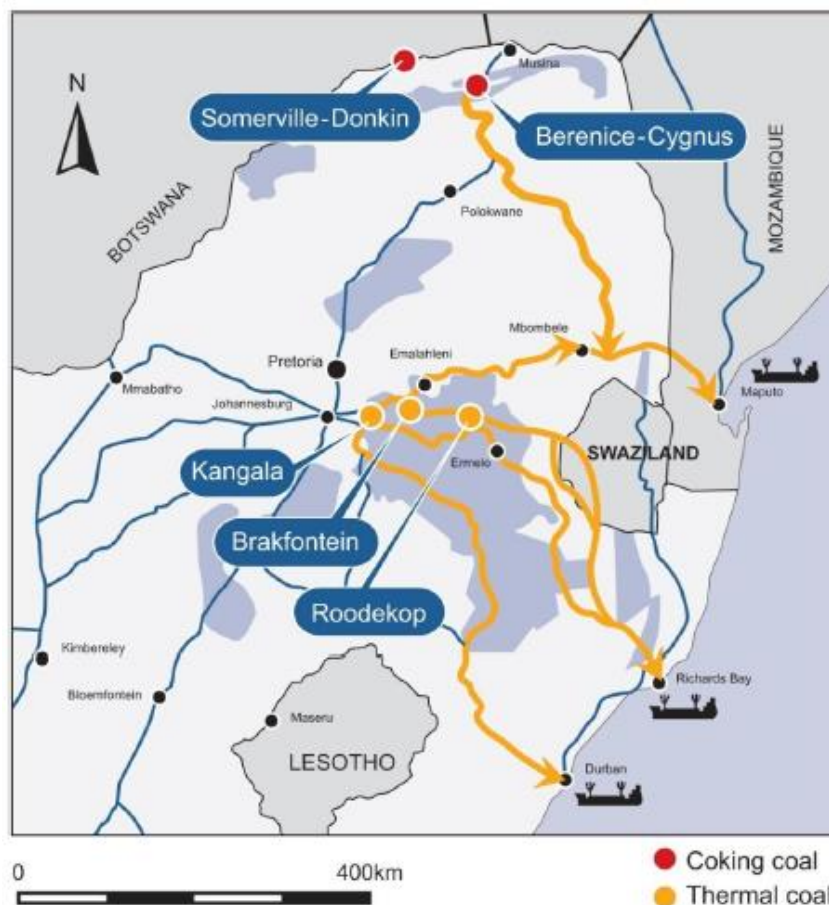 Musina
N
Somerville-Donkin
Berenice-Cygnus
MOZAMBIQUE
BOTSWANA
Polokwane
Mbombele
Emalahleni
Pretoria
Mmabatho
Johannesburg
Maputo
SWAZILAND
Ermelo
Kangala
Brakfontein
Roodekop
Kimbereley
Bloemfontein
Richards Bay
Maseru
LESOTHO
Durban
0 400km
Coking coal
Thermal coal